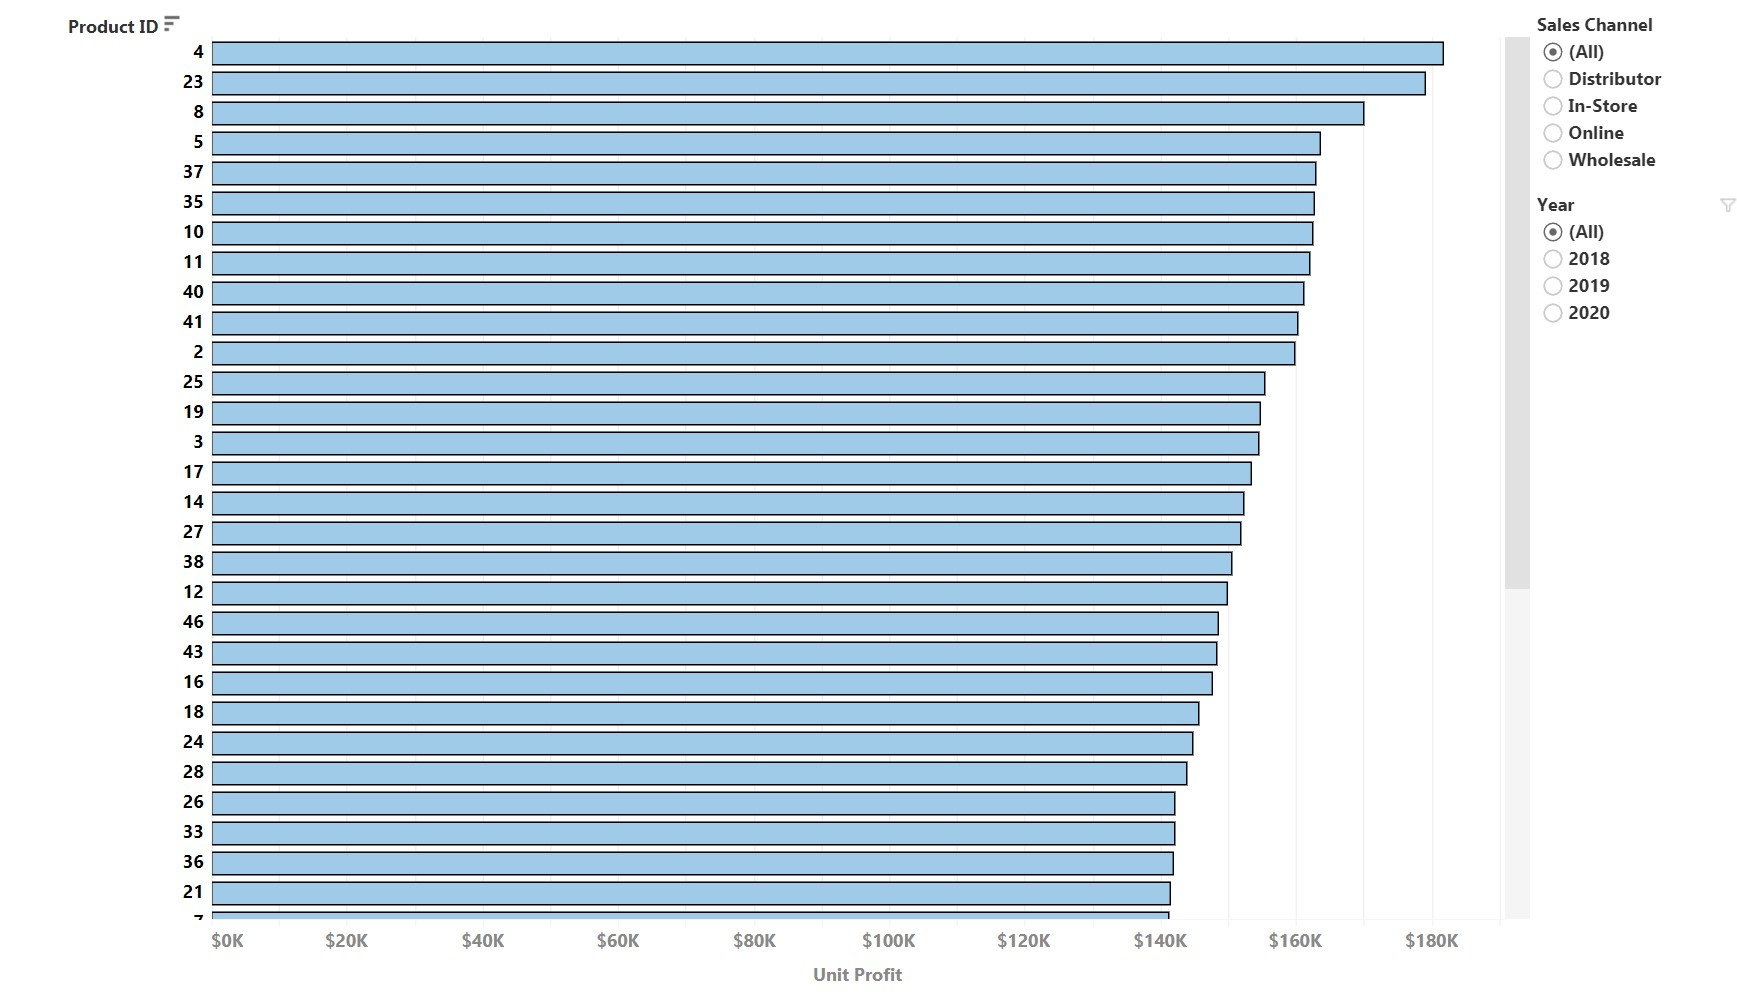 Product ID
4
23
8
5
37
35
10
11
40
41
2
25
19
3
17
14
27
38
12
46
43
16
18
24
28
26
33
36
21
$0K $20K $40K $60K $80K $100K $120K $140K $160K $180K
Unit Profit
Sales Channel
(All)
Distributor
In-Store
Online
Wholesale
Year
(All)
2018
2019
2020